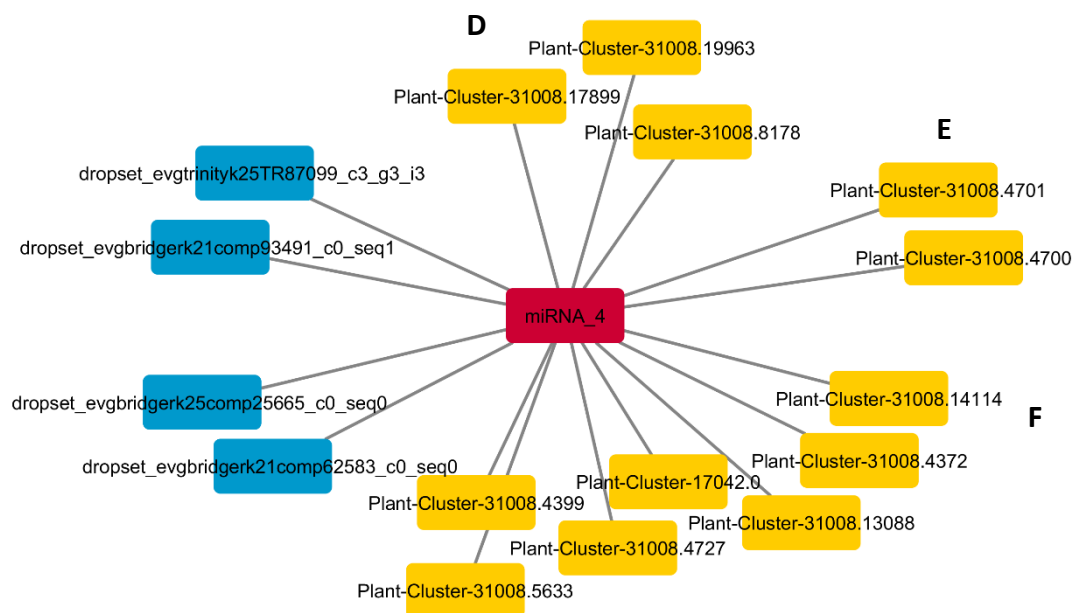 D
Plant-Cluster-31008.19963
Plant-Cluster-31008.17899
Plant-Cluster-31008.8178
E
dropset_evgtrinityk25TR87099_c3_g3_i3
Plant-Cluster-31008.4701
dropset_evgbridgerk21comp93491_c0_seq1
Plant-Cluster-31008.4700
miRNA_4
dropset_evgbridgerk25comp25665_c0_seq0
Plant-Cluster-31008.14114
F
dropset_evgbridgerk21comp62583_c0_seq0
Plant-Cluster-31008.4372
Plant-Cluster-17042.0
Plant-Cluster-31008.4399
Plant-Cluster-31008.13088
Plant-Cluster-31008.4727
Plant-Cluster-31008.5633